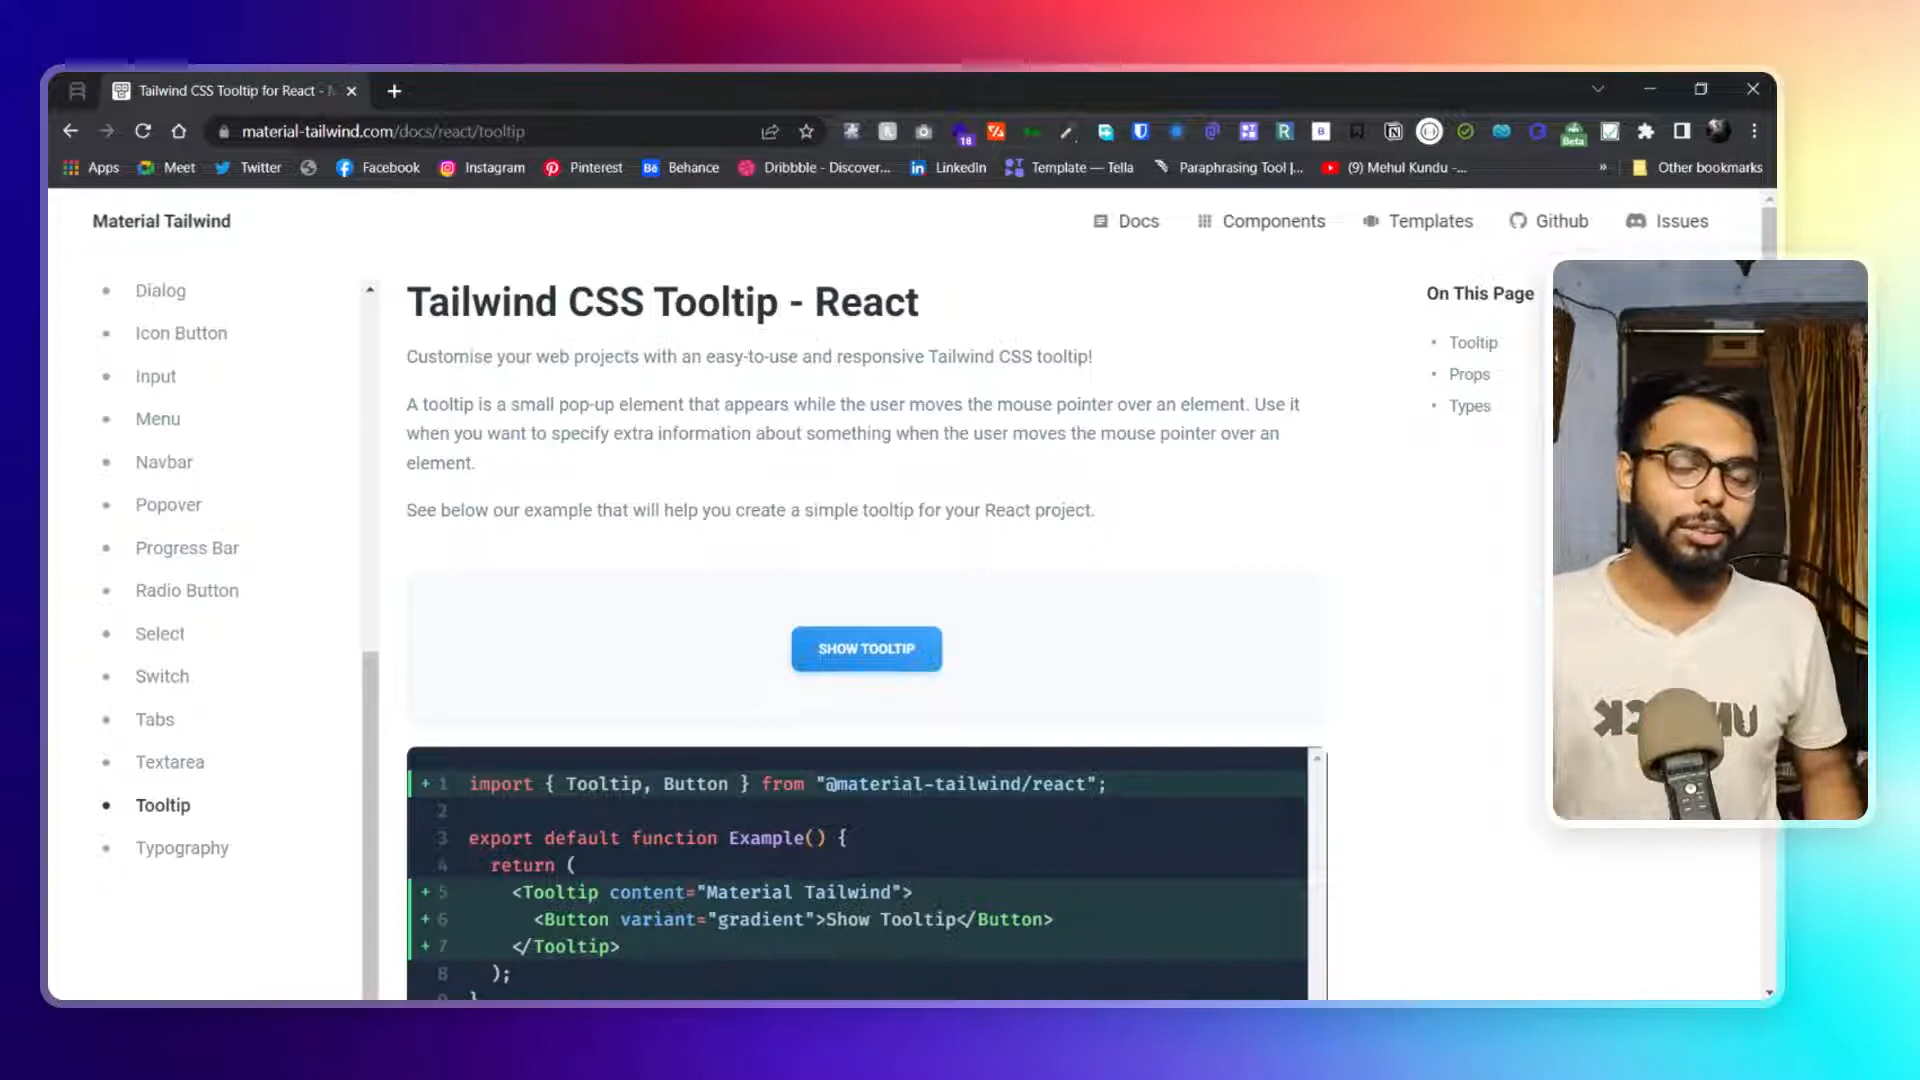 Tailwind CSS Tooltip for React -
material-tailwind.com/docs/react/tooltip
18
Beta
Apps
Meet
Twitter
Facebook
Instagram
Pinterest
Behance
Dribbble - Discover...
LinkedIn
Template — Tella
Paraphrasing Tool |...
(9) Mehul Kundu -...
»
Other bookmarks
Material Tailwind
Docs
Components
Templates
Github
Issues
Dialog
Icon Button
Input
Menu
Navbar
Popover
Progress Bar
Radio Button
Select
Switch
Tabs
Textarea
Tooltip
Typography
Tailwind CSS Tooltip - React
Customise your web projects with an easy-to-use and responsive Tailwind CSS tooltip!
A tooltip is a small pop-up element that appears while the user moves the mouse pointer over an element. Use it
when you want to specify extra information about something when the user moves the mouse pointer over an
element.
See below our example that will help you create a simple tooltip for your React project.
SHOW TOOLTIP
+ 1 import { Tooltip, Button } from "@material-tailwind/react";
2
3 export default function Example() {
4 return (
+ 5 <Tooltip content="Material Tailwind">
+ 6 <Button variant="gradient">Show Tooltip</Button>
+ 7 </Tooltip>
8 );
9 }
On This Page
Tooltip
Props
Types